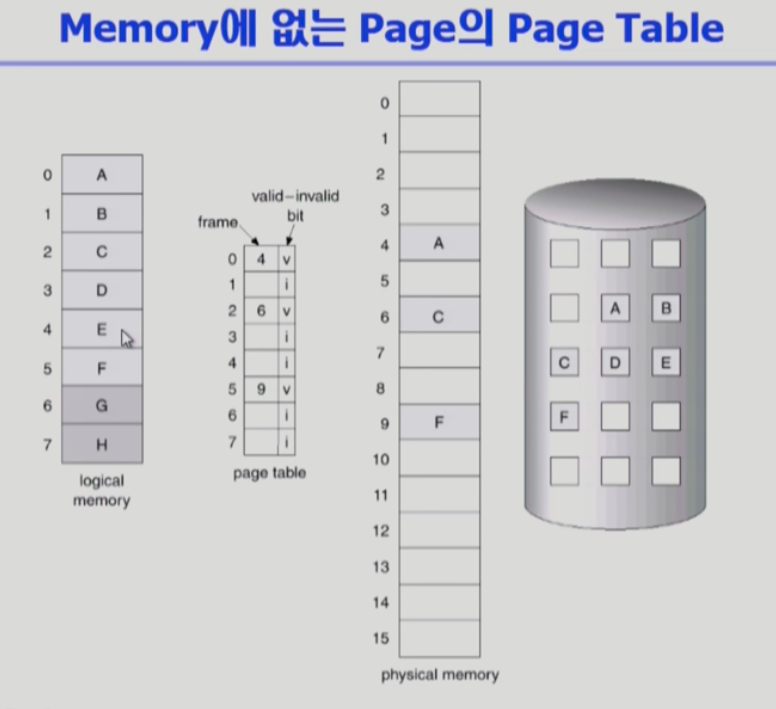 Memory에 없는 Page의 Page Table
0 A
1 B
2 C
3 D
4 E
5 F
6 G
7 H
logical
memory
valid–invalid
bit
frame
0 4 v
1 i
2 6 v
3 i
4 i
5 9 v
6 i
7 i
page table
0
1
2
3
4 A
5
6 C
7
8
9 F
10
11
12
13
14
15
physical memory
A B
C D E
F